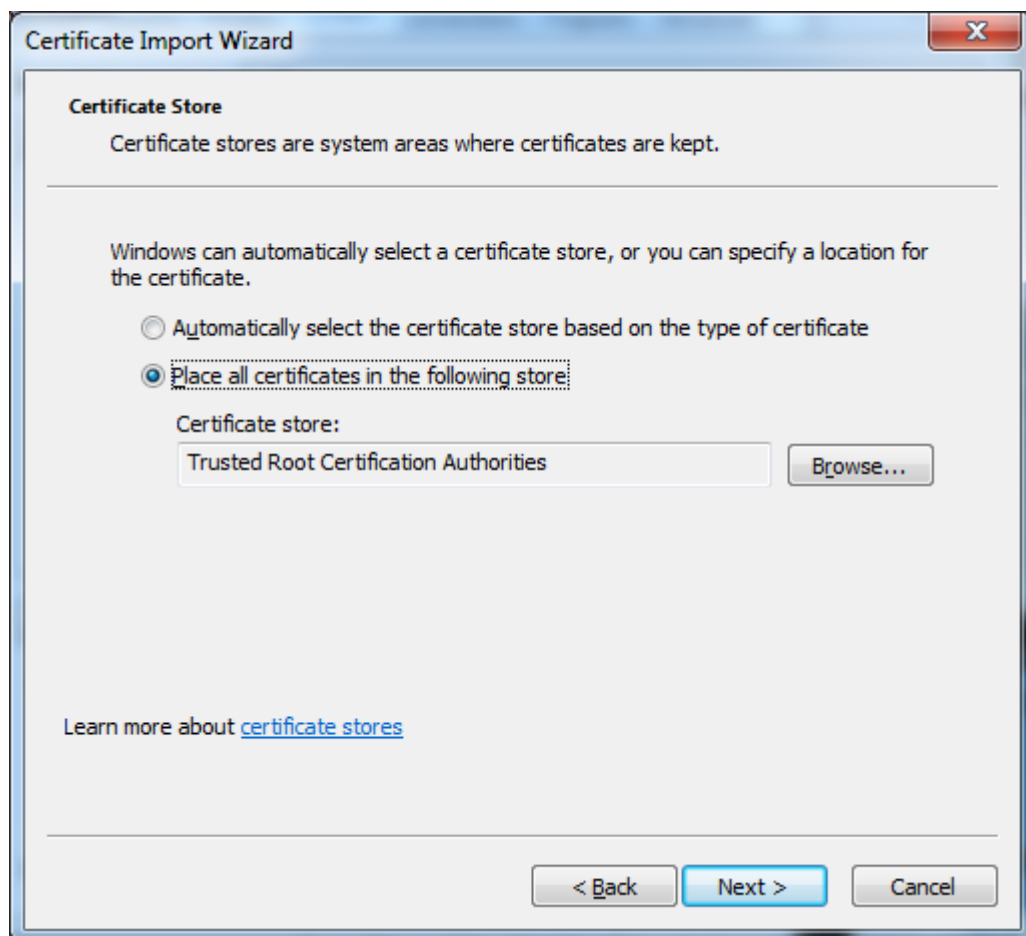 Certificate Import Wizard
Certificate Store
Certificate stores are system areas where certificates are kept.
Windows can automatically select a certificate store, or you can specify a location for
the certificate.
Automatically select the certificate store based on the type of certificate
Place all certificates in the following store
Certificate store:
Trusted Root Certification Authorities
Browse...
Learn more about certificate stores
< Back
Next >
Cancel